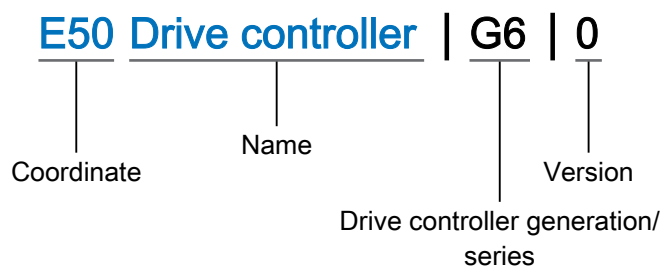 E50 Drive controller | G6 | 0
Name
Coordinate
Version
Drive controller generation/
series